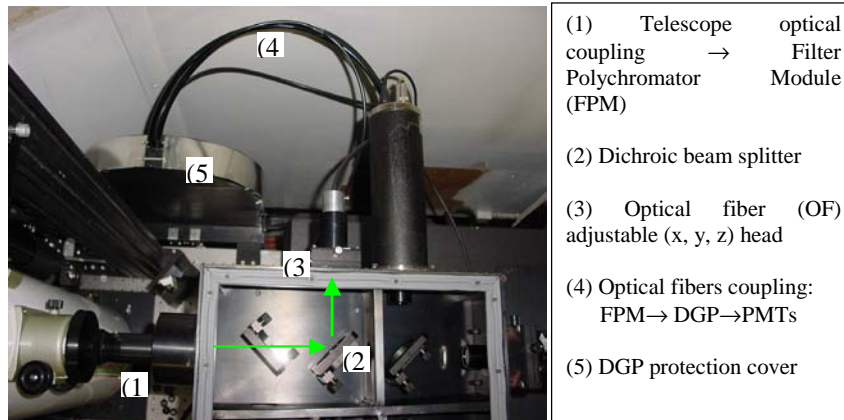 (4
(5
(3
(2)
(1
(1) Telescope optical
coupling → Filter
Polychromator Module
(FPM)
(2) Dichroic beam splitter
(3) Optical fiber (OF)
adjustable (x, y, z) head
(4) Optical fibers coupling:
FPM→ DGP→PMTs
(5) DGP protection cover